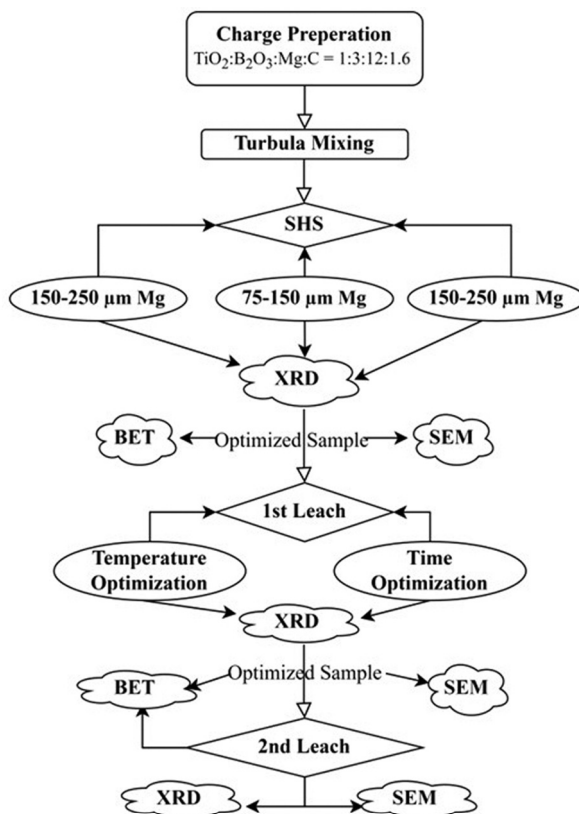 Charge Preperation
TiO₂:B₂O₃:Mg:C = 1:3:12:1.6
Turbula Mixing
SHS
150-250 µm Mg
75-150 µm Mg
150-250 µm Mg
XRD
BET
Optimized Sample
SEM
1st Leach
Temperature
Optimization
Time
Optimization
XRD
Optimized Sample
BET
SEM
2nd Leach
XRD
SEM